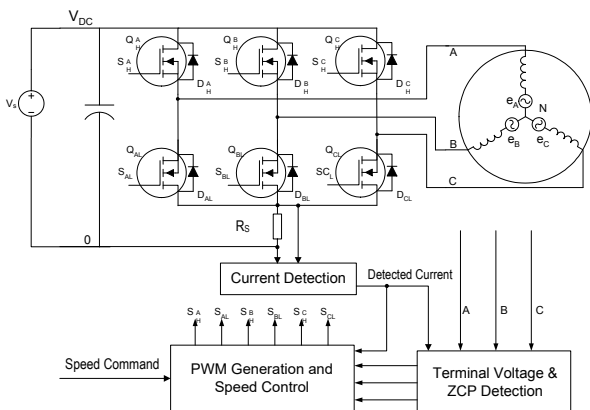 V_DC
Q_AH Q_BH Q_CH
A
S_AH S_BH S_CH
D_AH D_BH D_CH
V_s
e_A N
e_B e_C
Q_AL Q_BL Q_CL
B
S_AL S_BL SC_L
C
D_AL D_BL D_CL
R_S
0
Current Detection
Detected Current
S_AH S_AL S_BH S_BL S_CH S_CL
A B C
Speed Command
PWM Generation and
Speed Control
Terminal Voltage &
ZCP Detection